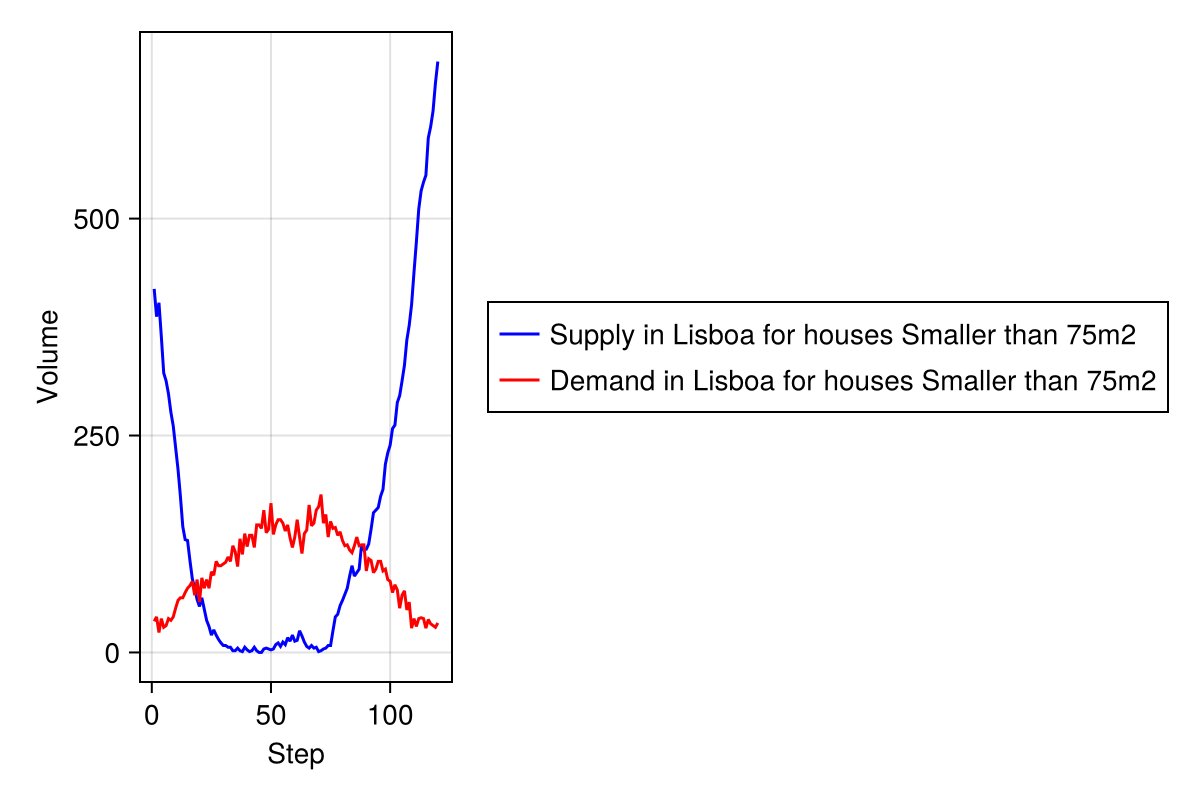 Volume
500
250
0
0 50 100
Step
Supply in Lisboa for houses Smaller than 75m2
Demand in Lisboa for houses Smaller than 75m2